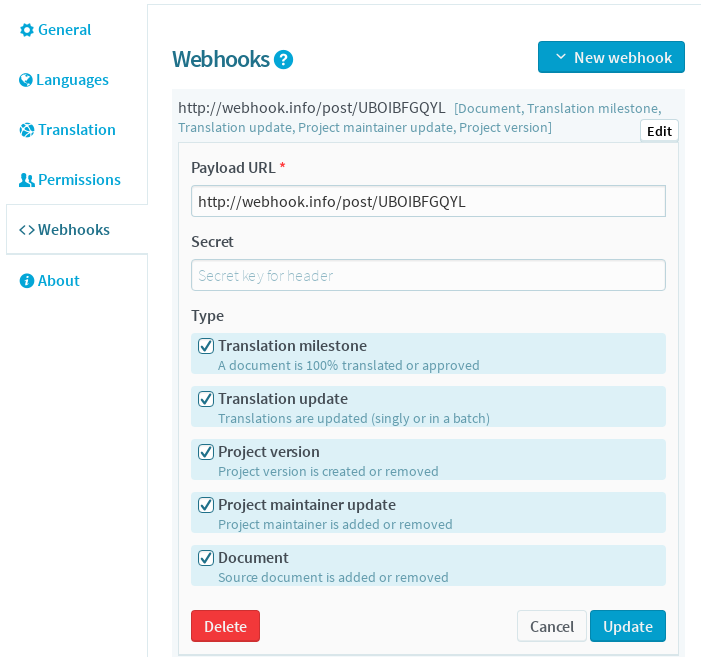 General
Languages
Translation
Permissions
Webhooks
About
Webhooks ?
New webhook
http://webhook.info/post/UBOIBFGQYL [Document, Translation milestone,
Translation update, Project maintainer update, Project version]
Edit
Payload URL *
http://webhook.info/post/UBOIBFGQYL
Secret
Secret key for header
Type
Translation milestone
A document is 100% translated or approved
Translation update
Translations are updated (singly or in a batch)
Project version
Project version is created or removed
Project maintainer update
Project maintainer is added or removed
Document
Source document is added or removed
Delete
Cancel
Update